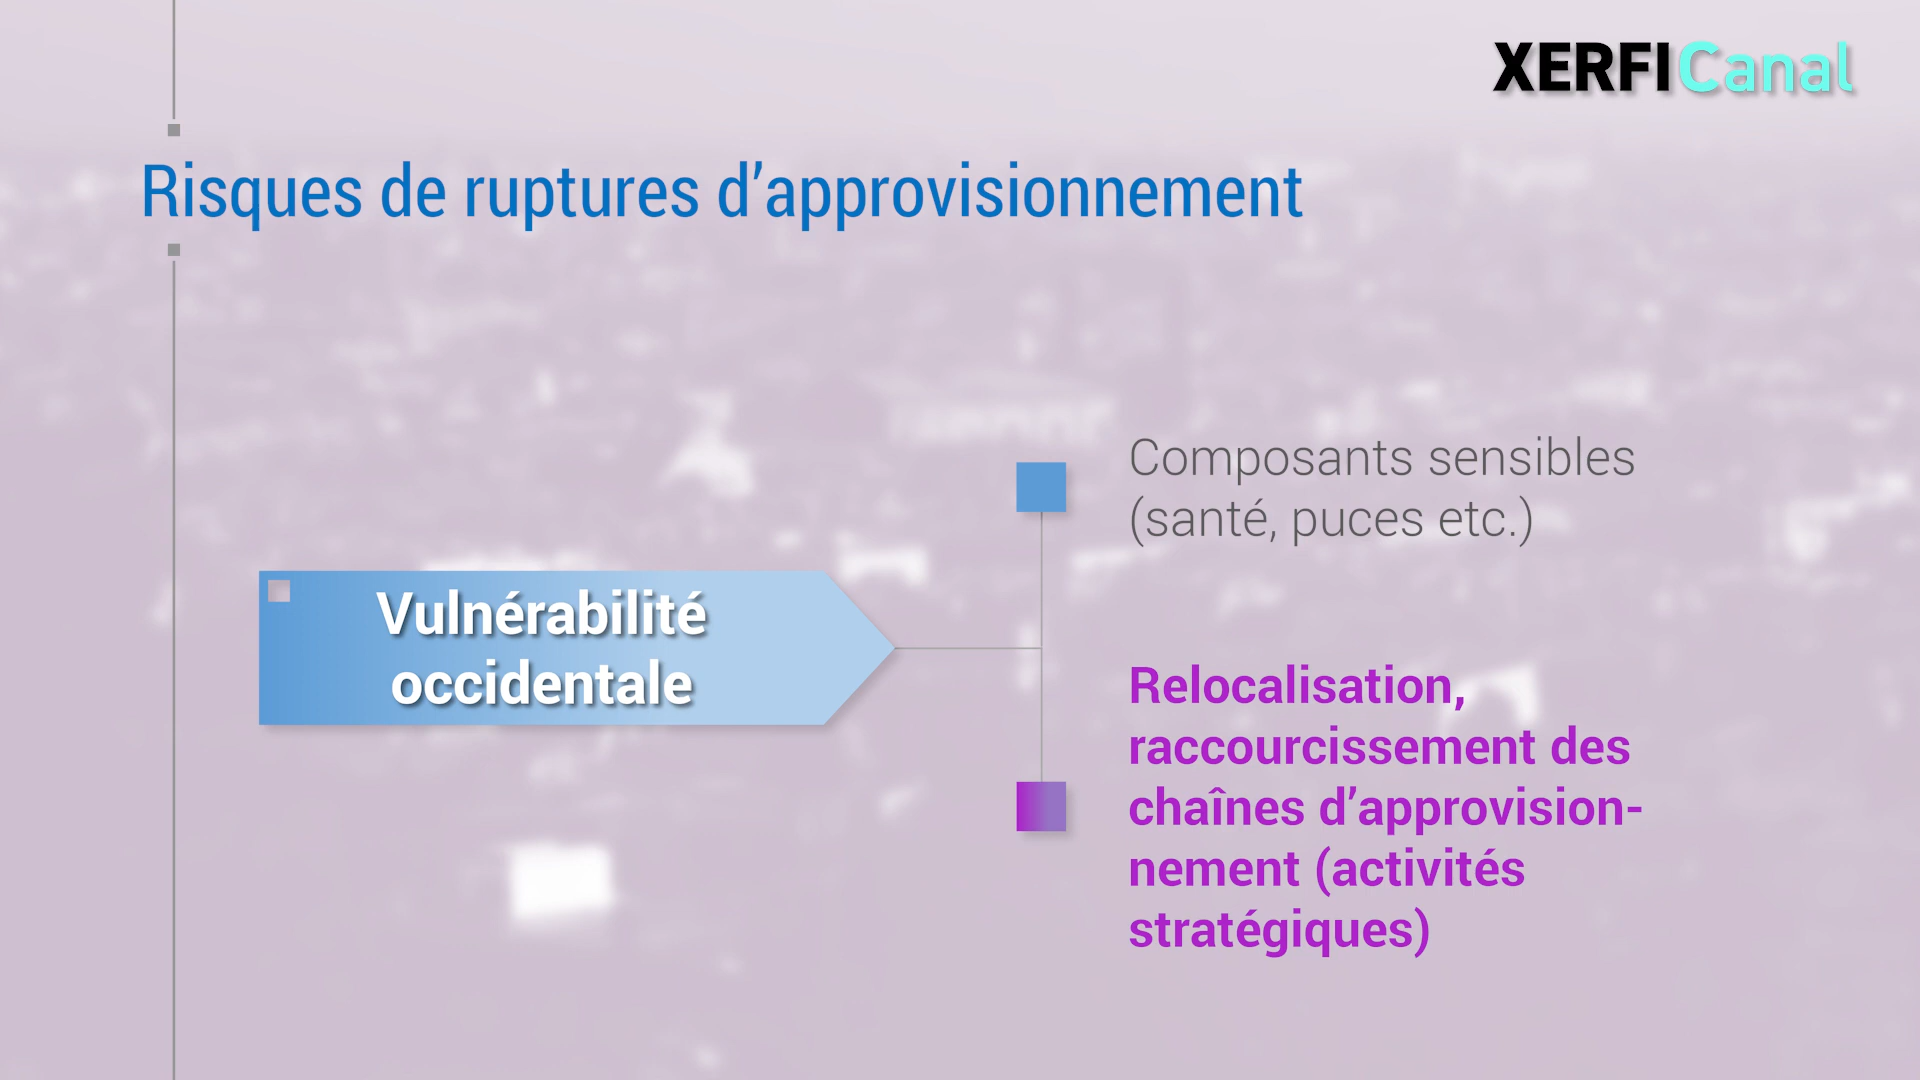 XERFI Canal
Risques de ruptures d’approvisionnement
Composants sensibles
(santé, puces etc.)
Vulnérabilité
occidentale
Relocalisation,
raccourcissement des
chaînes d’approvision-
nement (activités
stratégiques)